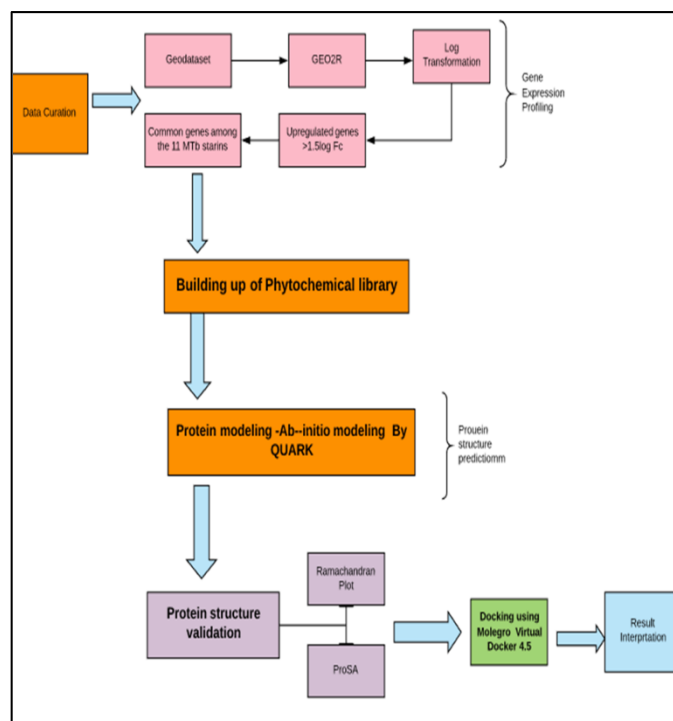 Data Curation
Geodataset
GEO2R
Log
Transformation
Gene
Expression
Profiling
Common genes among
the 11 MTb starins
Upregulated genes
>1.5log Fc
Building up of Phytochemical library
Protein modeling -Ab--initio modeling By
QUARK
Prouein
structure
predictiomm
Protein structure
validation
Ramachandran
Plot
ProSA
Docking using
Molegro Virtual
Docker 4.5
Result
Interprtation